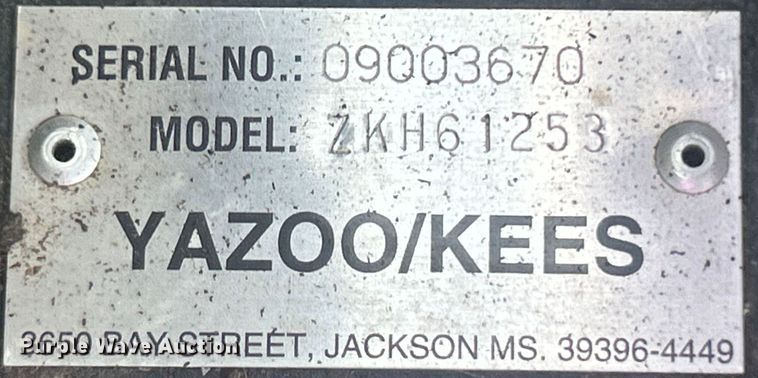 SERIAL NO.: 09003670
MODEL: ZKH61253
YAZOO/KEES
3650 BAY STREET, JACKSON MS. 39396-4449
Purple Wave Auction